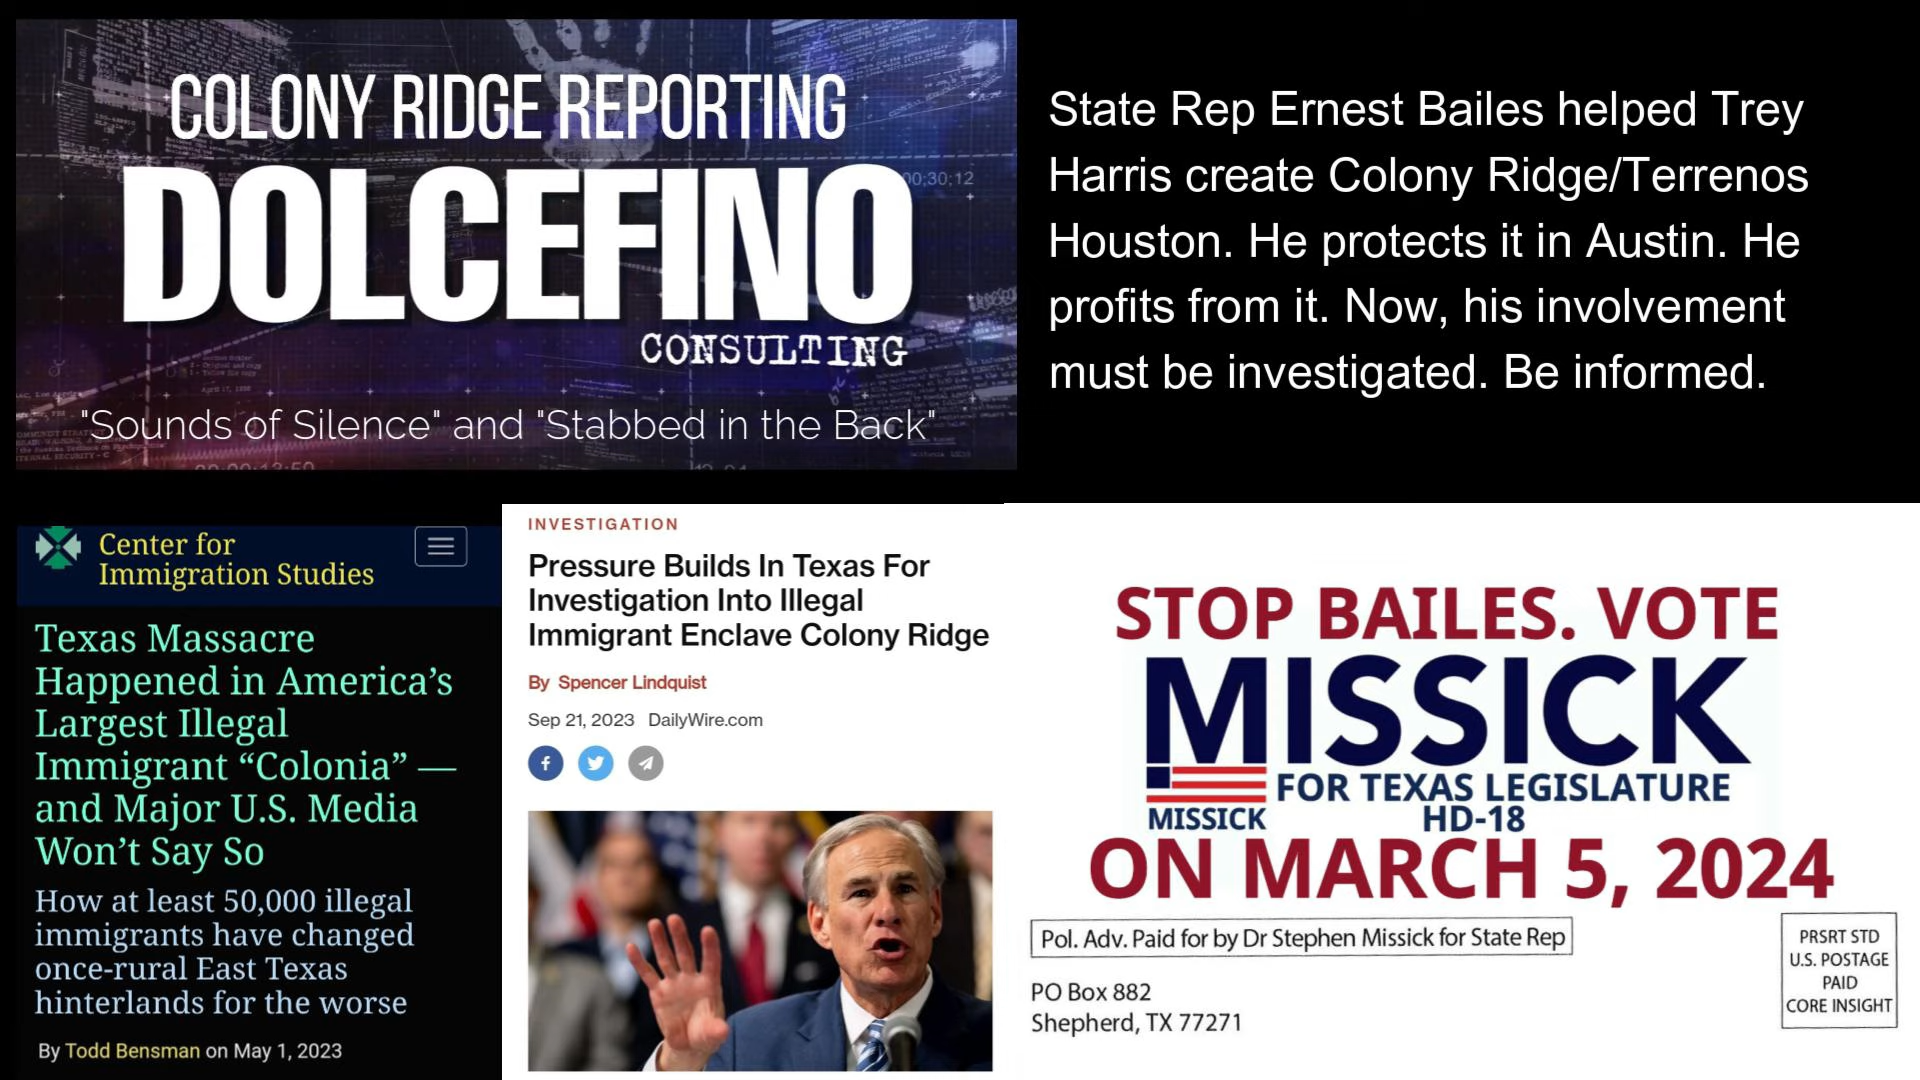 COLONY RIDGE REPORTING
DOLCEFINO
CONSULTING
00;30;12
April 17, 1998
"Sounds of Silence" and "Stabbed in the Back"
State Rep Ernest Bailes helped Trey
Harris create Colony Ridge/Terrenos
Houston. He protects it in Austin. He
profits from it. Now, his involvement
must be investigated. Be informed.
Center for
Immigration Studies
Texas Massacre
Happened in America’s
Largest Illegal
Immigrant “Colonia” —
and Major U.S. Media
Won’t Say So
How at least 50,000 illegal
immigrants have changed
once-rural East Texas
hinterlands for the worse
By Todd Bensman on May 1, 2023
INVESTIGATION
Pressure Builds In Texas For
Investigation Into Illegal
Immigrant Enclave Colony Ridge
By Spencer Lindquist
Sep 21, 2023 DailyWire.com
STOP BAILES. VOTE
MISSICK
FOR TEXAS LEGISLATURE
MISSICK
HD-18
ON MARCH 5, 2024
Pol. Adv. Paid for by Dr Stephen Missick for State Rep
PO Box 882
Shepherd, TX 77271
PRSRT STD
U.S. POSTAGE
PAID
CORE INSIGHT